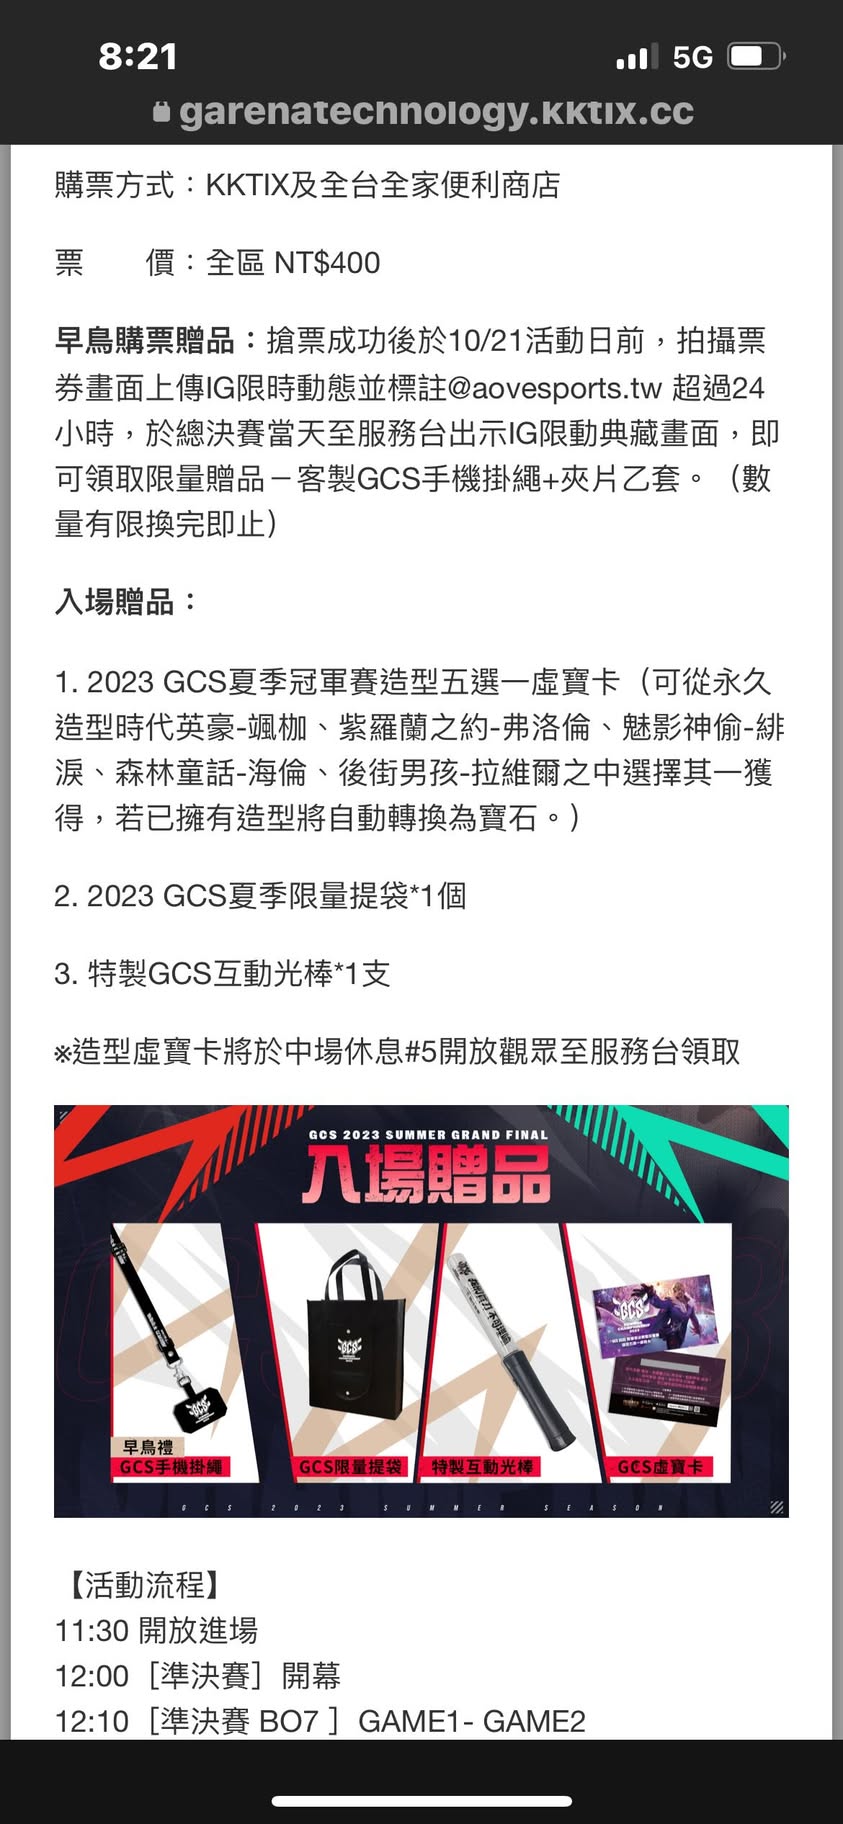 8:21
5G
garenatechnology.kktix.cc
購票方式：KKTIX及全台全家便利商店
票　　價：全區 NT$400
早鳥購票贈品：搶票成功後於10/21活動日前，拍攝票
券畫面上傳IG限時動態並標註@aovesports.tw 超過24
小時，於總決賽當天至服務台出示IG限動典藏畫面，即
可領取限量贈品－客製GCS手機掛繩+夾片乙套。（數
量有限換完即止）
入場贈品：
1. 2023 GCS夏季冠軍賽造型五選一虛寶卡（可從永久
造型時代英豪-颯枷、紫羅蘭之約-弗洛倫、魅影神偷-緋
淚、森林童話-海倫、後街男孩-拉維爾之中選擇其一獲
得，若已擁有造型將自動轉換為寶石。）
2. 2023 GCS夏季限量提袋*1個
3. 特製GCS互動光棒*1支
※造型虛寶卡將於中場休息#5開放觀眾至服務台領取
GCS 2023 SUMMER GRAND FINAL
入場贈品
GCS
GCS
GCS
早鳥禮
GCS手機掛繩
GCS限量提袋
特製互動光棒
GCS虛寶卡
GCS 2023 SUMMER SEASON
【活動流程】
11:30 開放進場
12:00［準決賽］開幕
12:10［準決賽 BO7 ］GAME1- GAME2